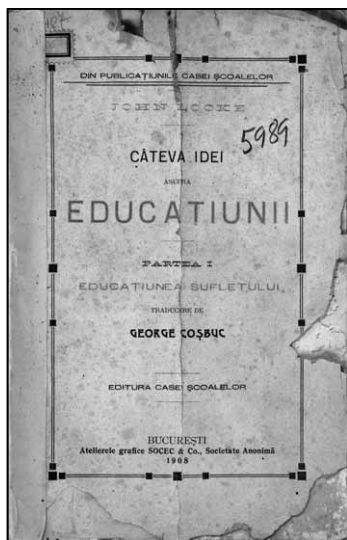 DIN PUBLICAȚIUNILE CASEI ȘCOALELOR
JOHN LOCKE
5989
CÂTEVA IDEI
ASUPRA
EDUCAȚIUNII
PARTEA I
EDUCAȚIUNEA SUFLETULUI
TRADUCERE DE
GEORGE COȘBUC
EDITURA CASEI ȘCOALELOR
BUCUREȘTI
Atelierele grafice SOCEC & Co., Societate Anonimă
1908